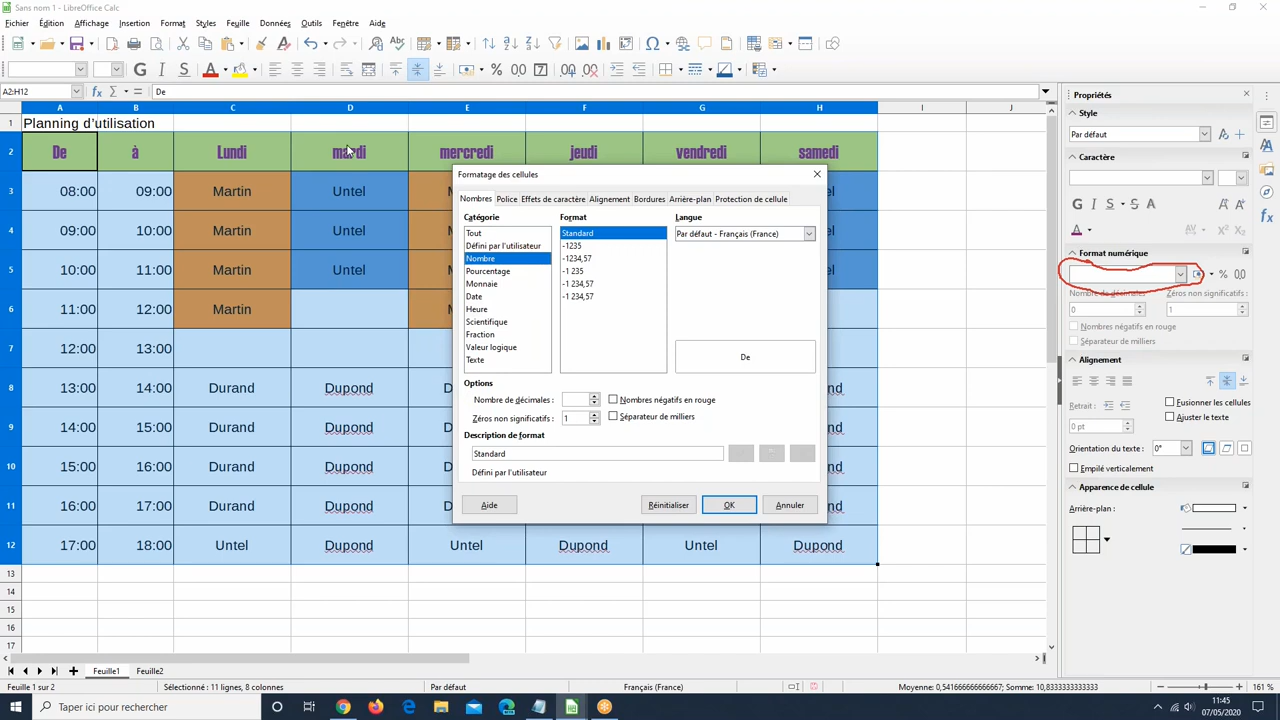 Sans nom 1 - LibreOffice Calc
Fichier Édition Affichage Insertion Format Styles Feuille Données Outils Fenêtre Aide
A2:H12 De
A B C D E F G H I J
1 Planning d'utilisation
2 De à Lundi mardi mercredi jeudi vendredi samedi
3 08:00 09:00 Martin Untel
4 09:00 10:00 Martin Untel
5 10:00 11:00 Martin Untel
6 11:00 12:00 Martin
7 12:00 13:00
8 13:00 14:00 Durand Dupond
9 14:00 15:00 Durand Dupond
10 15:00 16:00 Durand Dupond
11 16:00 17:00 Durand Dupond
12 17:00 18:00 Untel Dupond Untel Dupond Untel Dupond
13
14
15
16
17
Formatage des cellules
Nombres Police Effets de caractère Alignement Bordures Arrière-plan Protection de cellule
Catégorie Format Langue
Tout Standard Par défaut - Français (France)
Défini par l'utilisateur -1235
Nombre -1234,57
Pourcentage -1 235
Monnaie -1 234,57
Date -1 234,57
Heure
Scientifique
Fraction
Valeur logique
Texte
De
Options
Nombre de décimales : Nombres négatifs en rouge
Zéros non significatifs : 1 Séparateur de milliers
Description de format
Standard
Défini par l'utilisateur
Aide Réinitialiser OK Annuler
Propriétés
Style
Par défaut
Caractère
Format numérique
Nombre de décimales : Zéros non significatifs :
0 1
Nombres négatifs en rouge
Séparateur de milliers
Alignement
Retrait : Fusionner les cellules
0 pt Ajuster le texte
Orientation du texte : 0°
Empilé verticalement
Apparence de cellule
Arrière-plan :
Feuille1 Feuille2
Feuille 1 sur 2 Sélectionné : 11 lignes, 8 colonnes Par défaut Français (France) Moyenne: 0,541666666666667; Somme: 10,8333333333333 161 %
Taper ici pour rechercher
11:45
07/05/2020